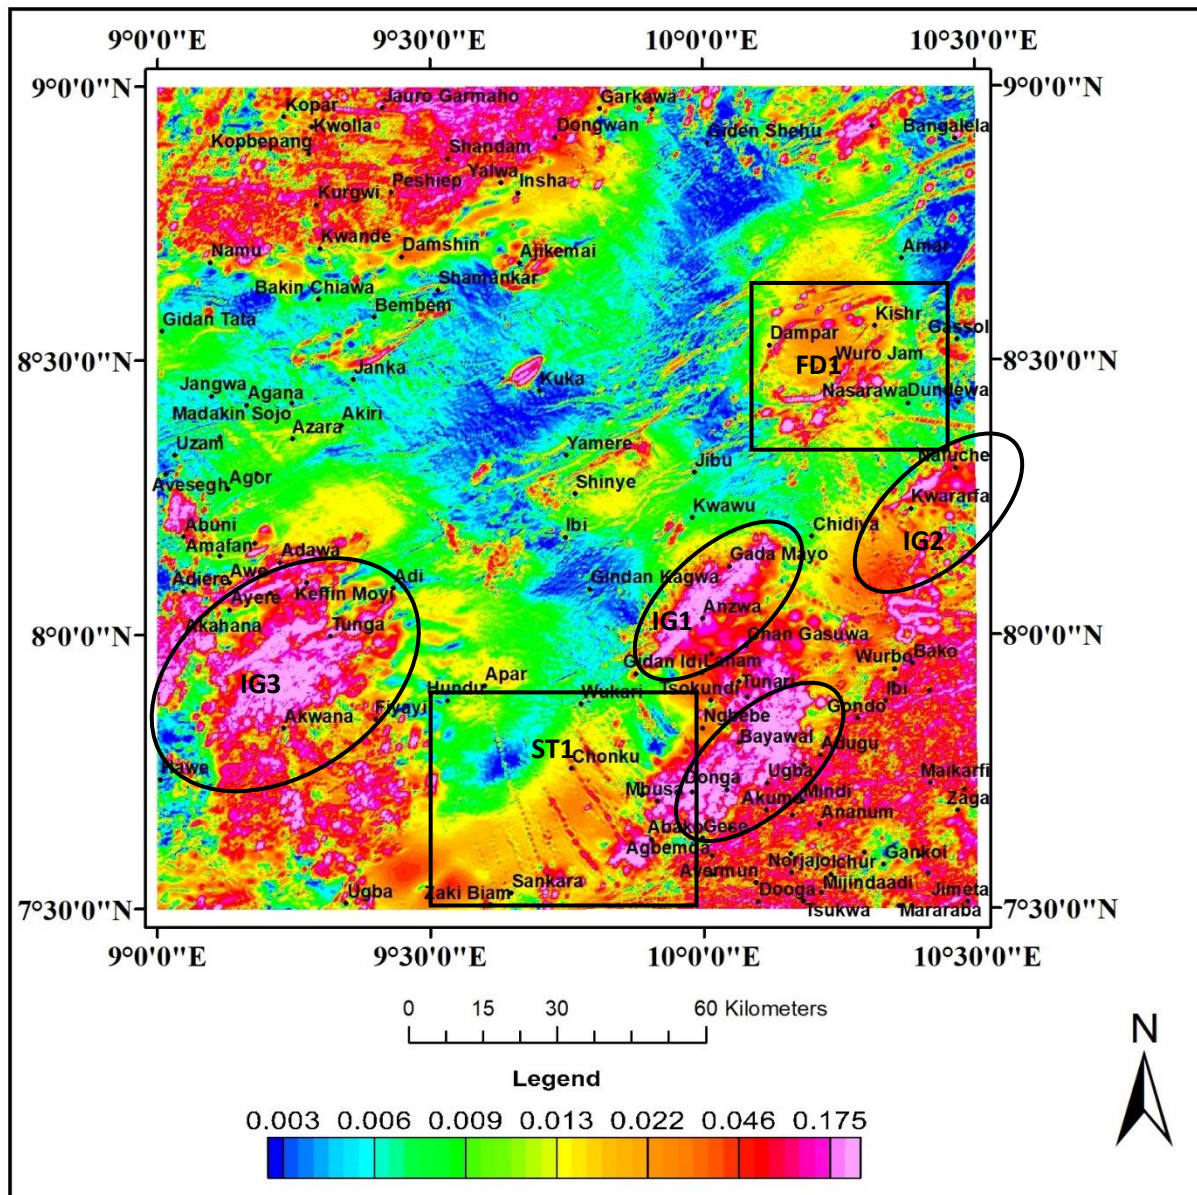 9°0'0"E 9°30'0"E 10°0'0"E 10°30'0"E
9°0'0"N 9°0'0"N
Jauro Garmaho Garkawa
Kopar
Kwolla Dongwan Giden Shehu Bangalela
Kopbepang Shandam
Yalwa
Peshiep Insha
Kurgwi
Kwande Damshin Ajikemai Amar
Namu
Bakin Chiawa Shamankar
Bembem
Gidan Tata Kishr
Dampar Gassol
8°30'0"N Wuro Jam 8°30'0"N
FD1
Janka Kuka
Jangwa Agana Nasarawa Dundewa
Madakin Sojo Akiri
Azara
Uzam Yamere
Jibu Nafuche
Avesegh Agor Shinye
Kwawu Kwararfa
Abuni Ibi Chidiya
Amafan Adawa Gada Mayo IG2
Adiere Awe Adi Gindan Kagwa
Ayere Keffin Moyi Anzwa
IG1
Akahana Tunga
8°0'0"N 8°0'0"N
Chan Gasuwa
Gidan Idi Lanam Wurbo Bako
Apar
IG3 Hundu Wukari Tsokundi Tunari Ibi
Akwana Fiyayi Ngbebe Gondo
ST1 Bayawal Adugu
Chonku
Donga Ugba Maikarfi
Mbusa Akuma Mindi Zaga
Abako Gese Ananum
Agbemda
Norjajolchur Gankoi
Ayermun
Ugba Zaki Biam Sankara Dooga Mijindaadi Jimeta
7°30'0"N Tsukwa Mararaba 7°30'0"N
9°0'0"E 9°30'0"E 10°0'0"E 10°30'0"E
0 15 30 60 Kilometers
N
Legend
0.003 0.006 0.009 0.013 0.022 0.046 0.175